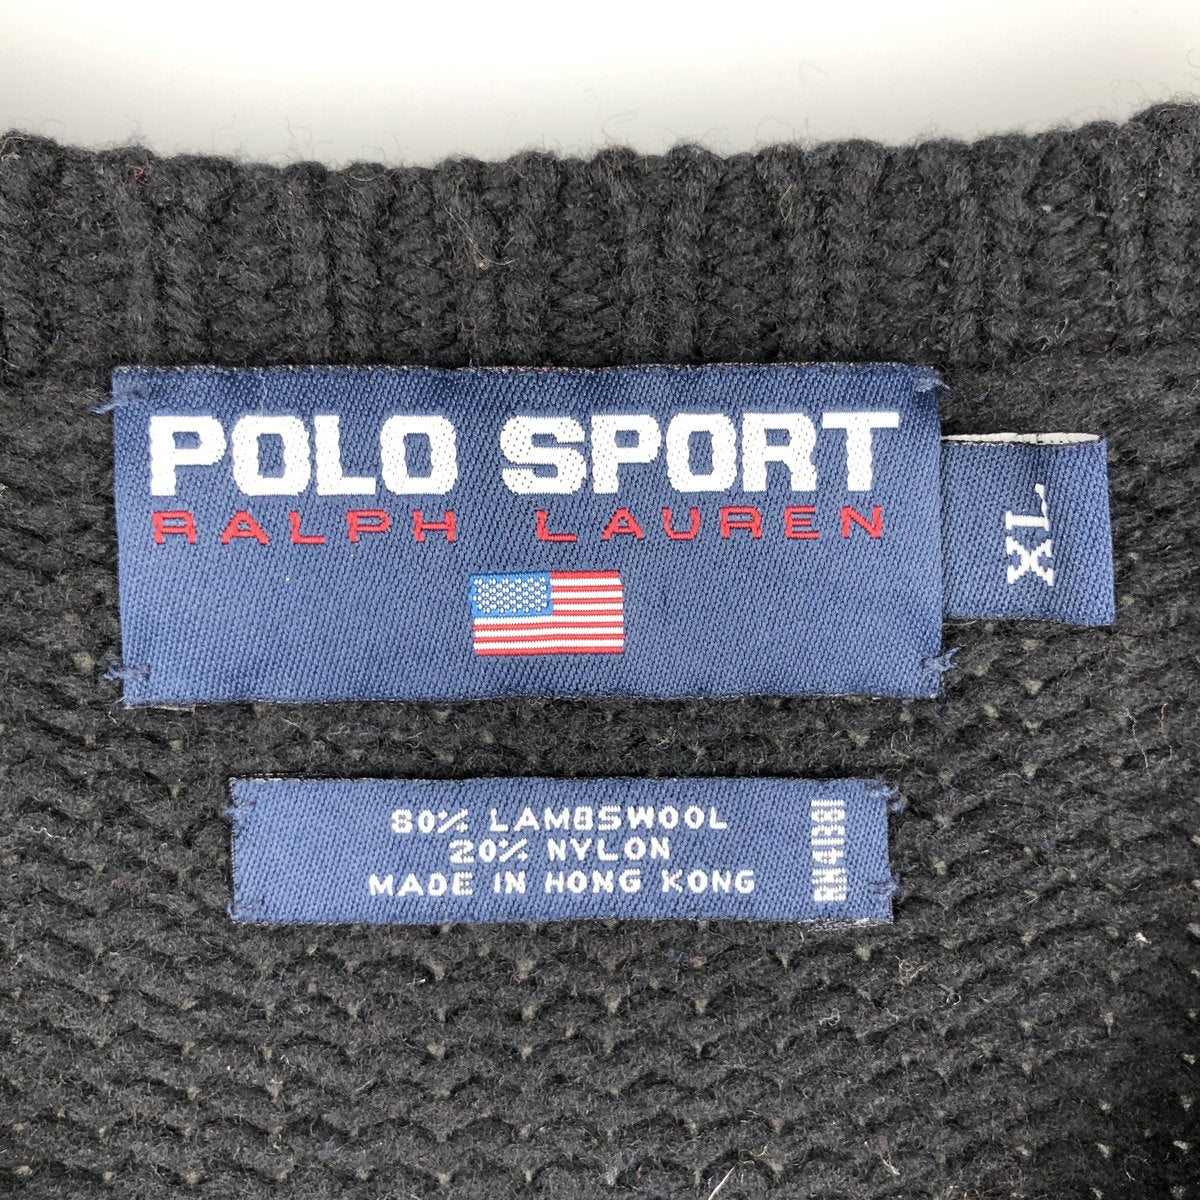 POLO SPORT
RALPH LAUREN
XL
80% LAMBSWOOL
20% NYLON
MADE IN HONG KONG
RN41381